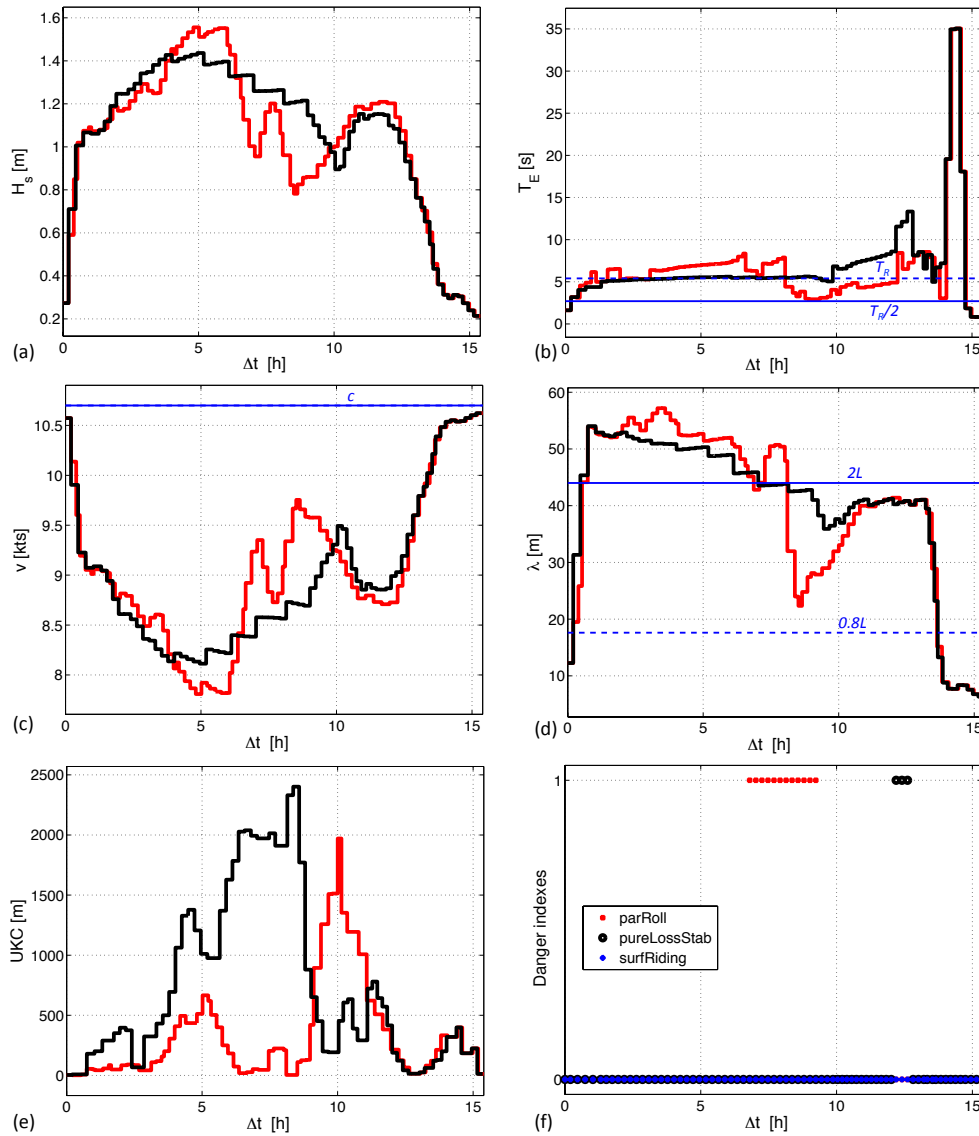 1.6
1.4
1.2
1
0.8
0.6
0.4
0.2
H_s [m]
0 5 10 15
Δt [h]
(a)
35
30
25
20
15
10
5
0
T_E [s]
T_R
T_R/2
0 5 10 15
Δt [h]
(b)
10.5
10
9.5
9
8.5
8
v [kts]
c
0 5 10 15
Δt [h]
(c)
60
50
40
30
20
10
λ [m]
2L
0.8L
0 5 10 15
Δt [h]
(d)
2500
2000
1500
1000
500
0
UKC [m]
0 5 10 15
Δt [h]
(e)
1
0
Danger indexes
parRoll
pureLossStab
surfRiding
0 5 10 15
Δt [h]
(f)